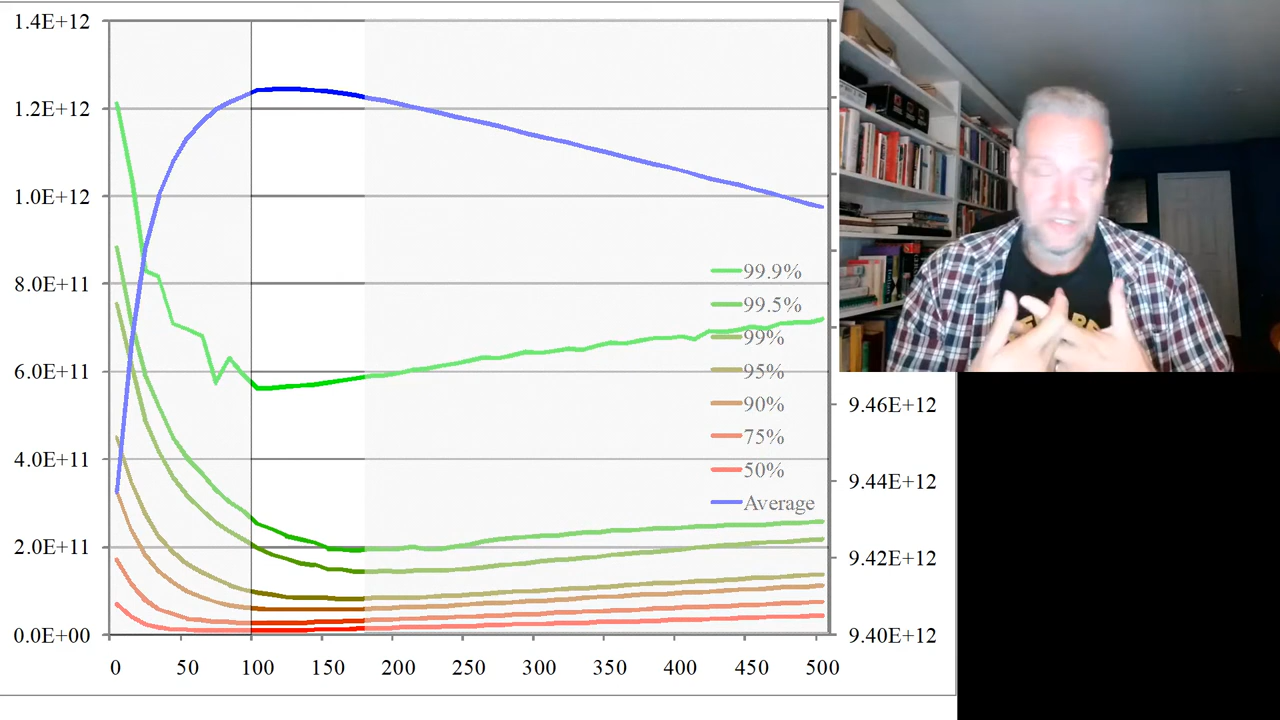 1.4E+12
1.2E+12
1.0E+12
8.0E+11
6.0E+11
4.0E+11
2.0E+11
0.0E+00
99.9%
99.5%
99%
95%
90%
75%
50%
Average
9.46E+12
9.44E+12
9.42E+12
9.40E+12
0 50 100 150 200 250 300 350 400 450 500